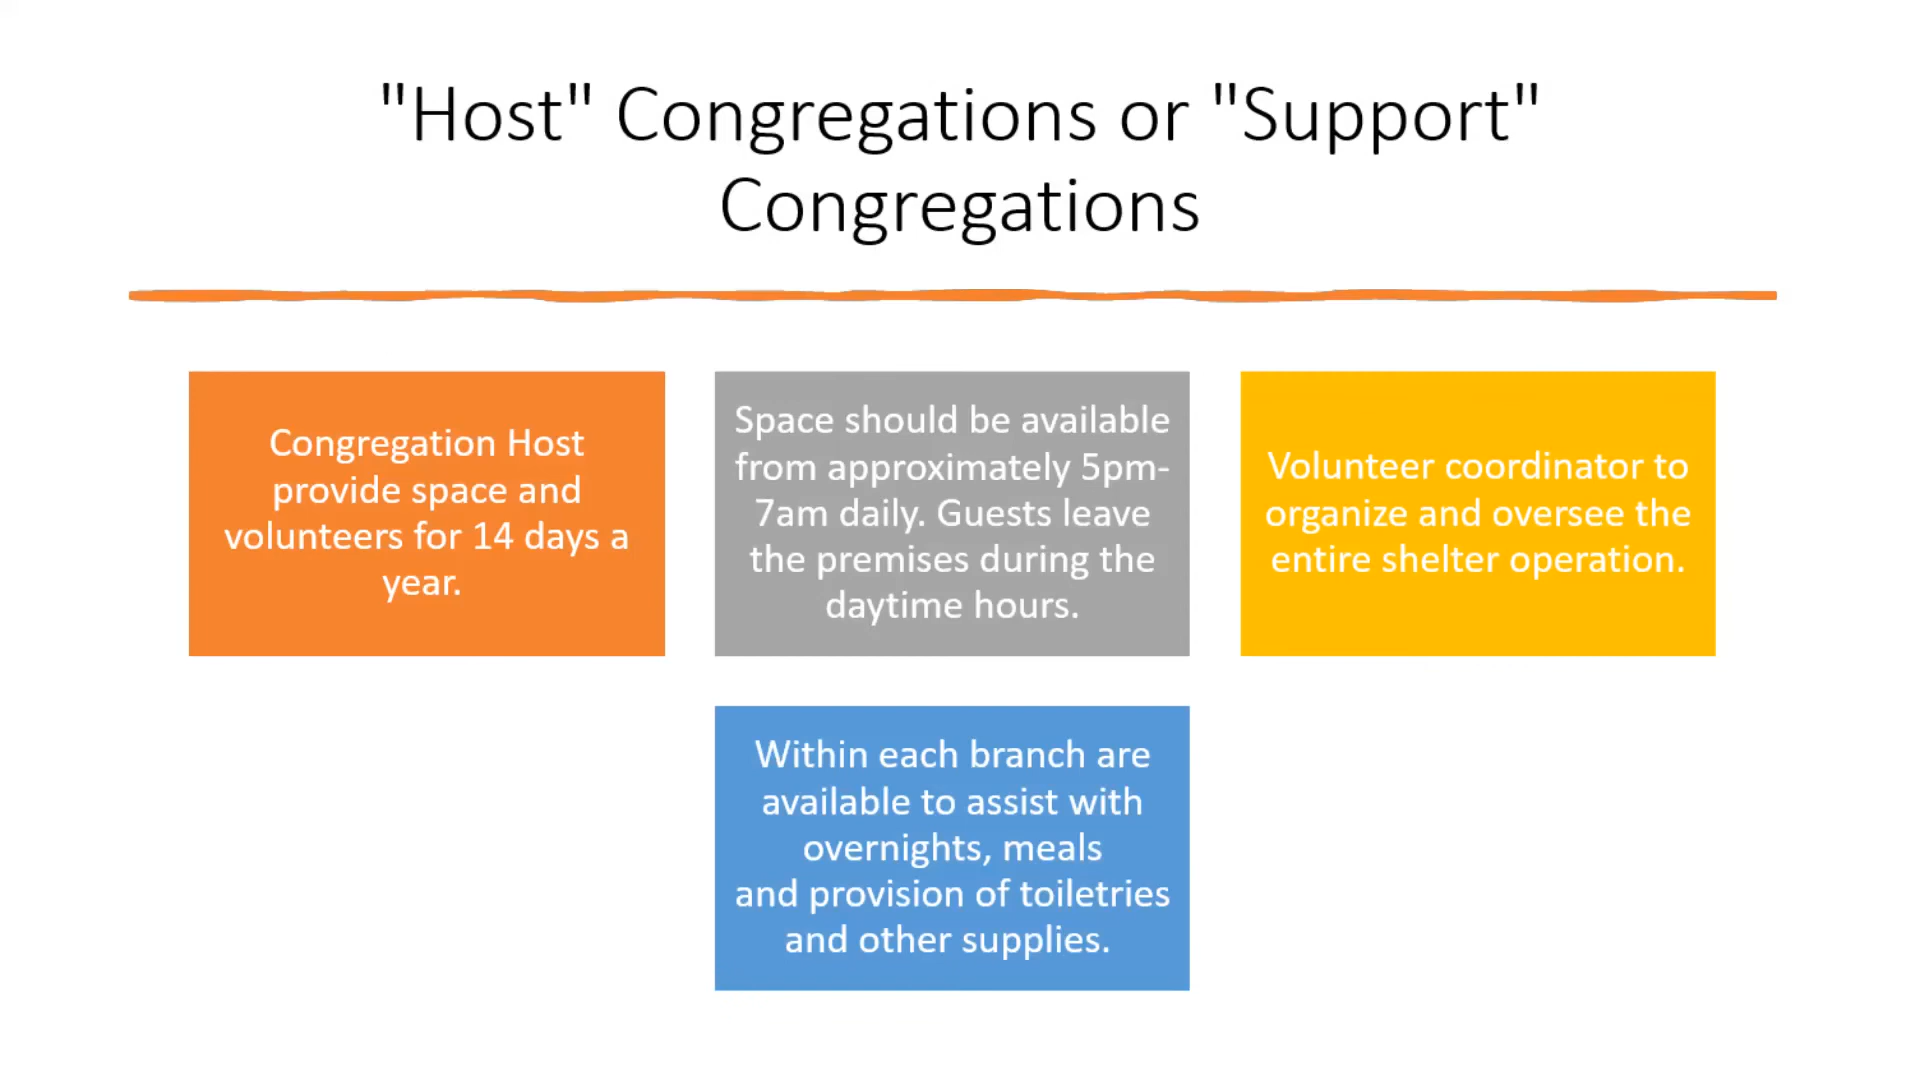 "Host" Congregations or "Support"
Congregations
Congregation Host
provide space and
volunteers for 14 days a
year.
Space should be available
from approximately 5pm-
7am daily. Guests leave
the premises during the
daytime hours.
Volunteer coordinator to
organize and oversee the
entire shelter operation.
Within each branch are
available to assist with
overnights, meals
and provision of toiletries
and other supplies.